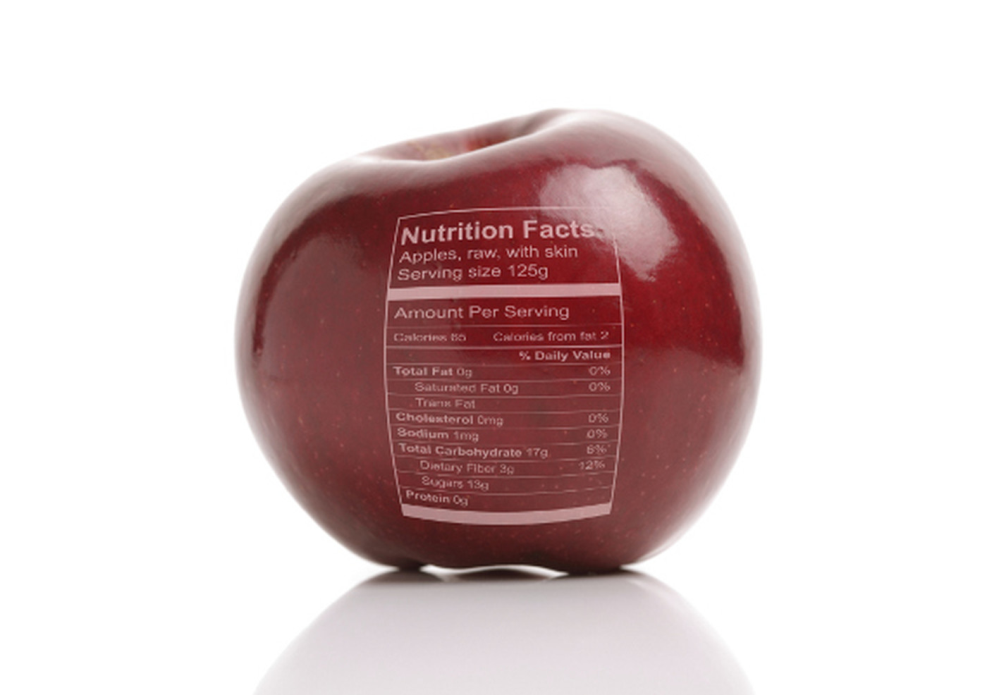 Nutrition Facts
Apples, raw, with skin
Serving size 125g
Amount Per Serving
Calories 65 Calories from fat 2
% Daily Value
Total Fat 0g 0%
Saturated Fat 0g 0%
Trans Fat
Cholesterol 0mg 0%
Sodium 1mg 0%
Total Carbohydrate 17g 6%
Dietary Fiber 3g 12%
Sugars 13g
Protein 0g